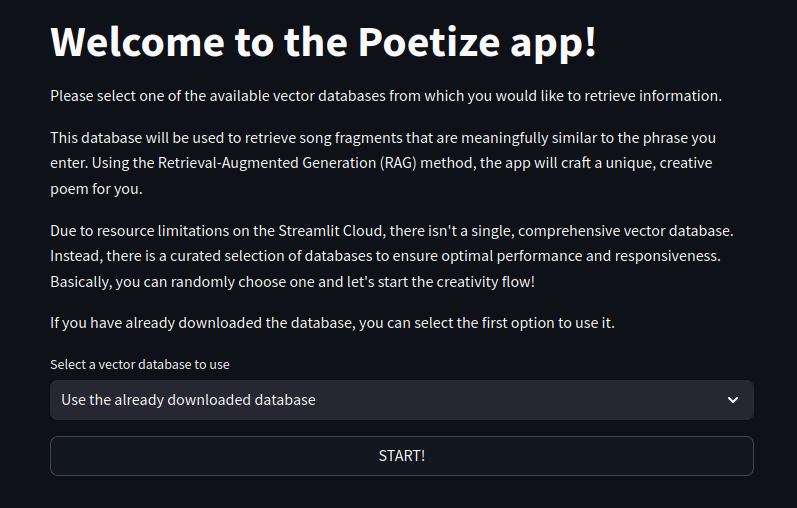 Welcome to the Poetize app!
Please select one of the available vector databases from which you would like to retrieve information.
This database will be used to retrieve song fragments that are meaningfully similar to the phrase you
enter. Using the Retrieval-Augmented Generation (RAG) method, the app will craft a unique, creative
poem for you.
Due to resource limitations on the Streamlit Cloud, there isn't a single, comprehensive vector database.
Instead, there is a curated selection of databases to ensure optimal performance and responsiveness.
Basically, you can randomly choose one and let's start the creativity flow!
If you have already downloaded the database, you can select the first option to use it.
Select a vector database to use
Use the already downloaded database
START!